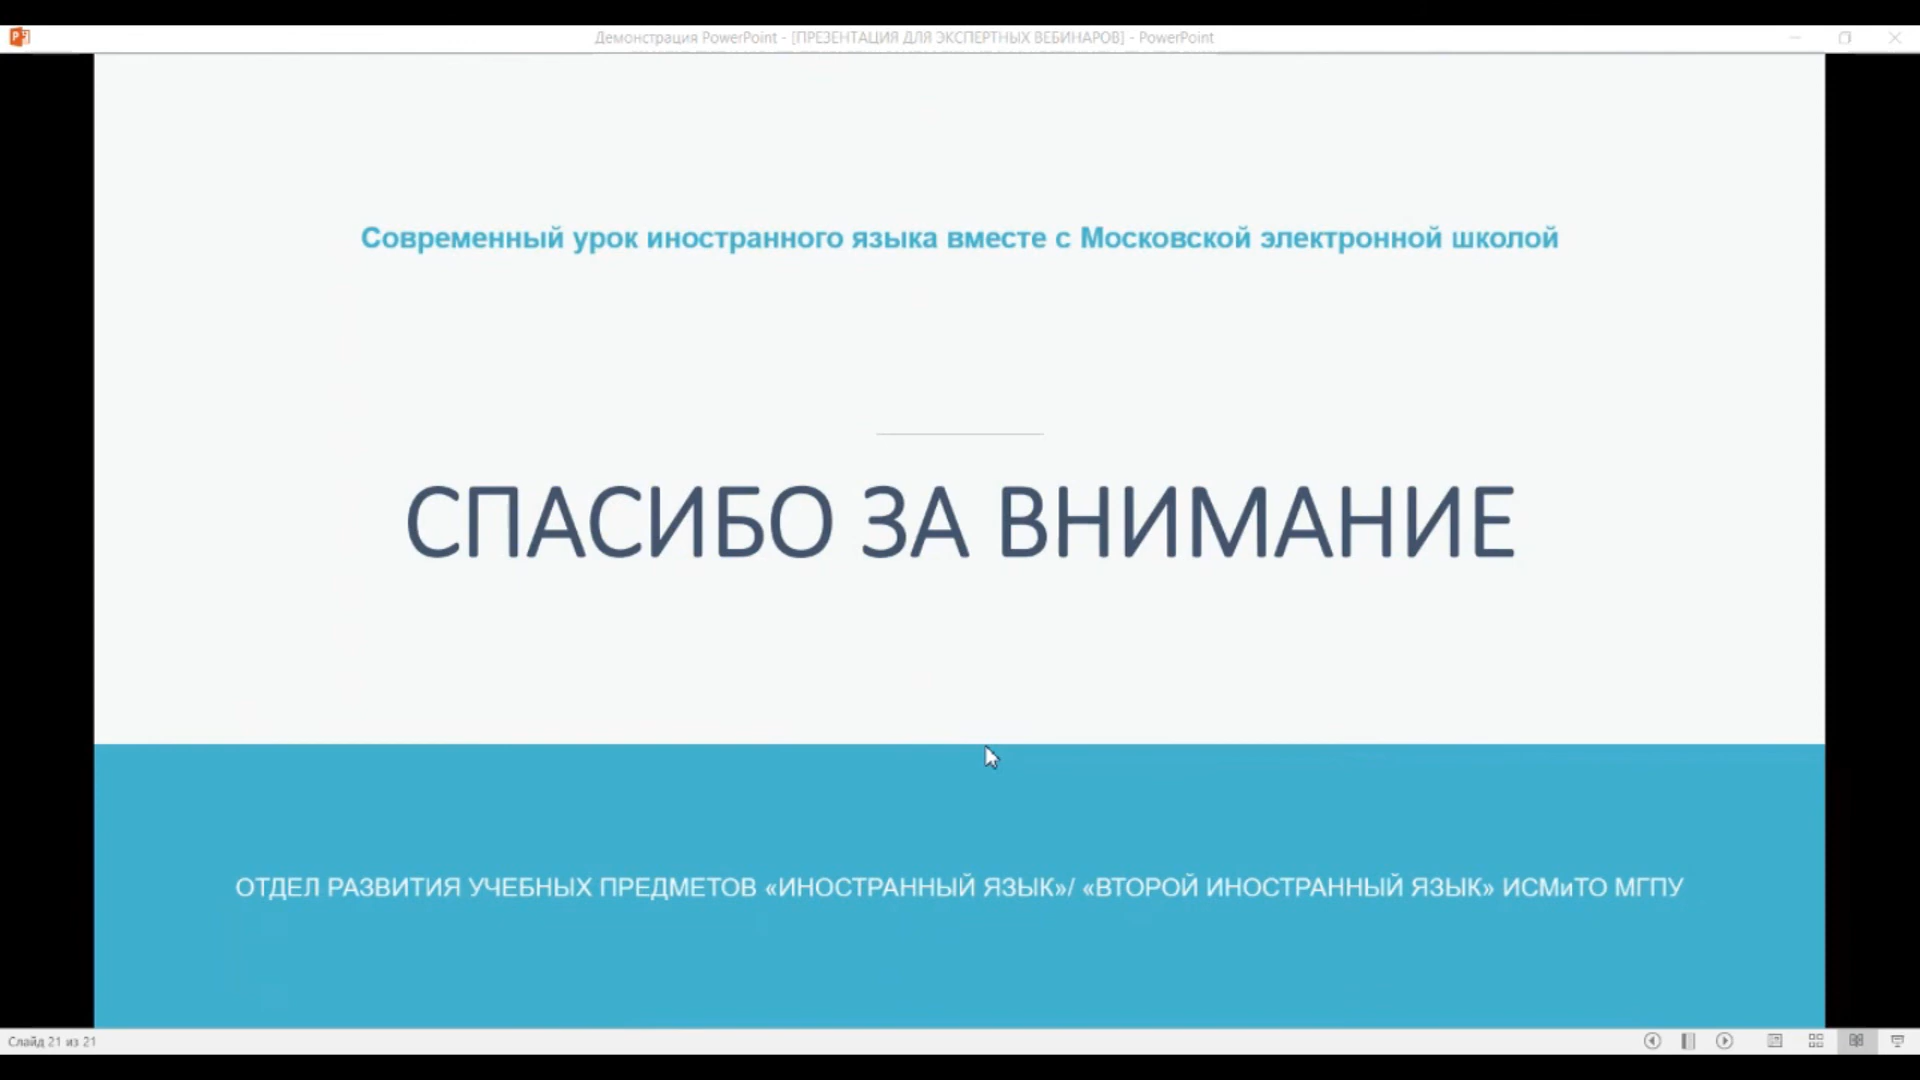 Демонстрация PowerPoint - [ПРЕЗЕНТАЦИЯ ДЛЯ ЭКСПЕРТНЫХ ВЕБИНАРОВ] - PowerPoint
Современный урок иностранного языка вместе с Московской электронной школой
СПАСИБО ЗА ВНИМАНИЕ
ОТДЕЛ РАЗВИТИЯ УЧЕБНЫХ ПРЕДМЕТОВ «ИНОСТРАННЫЙ ЯЗЫК»/ «ВТОРОЙ ИНОСТРАННЫЙ ЯЗЫК» ИСМиТО МГПУ
Слайд 21 из 21